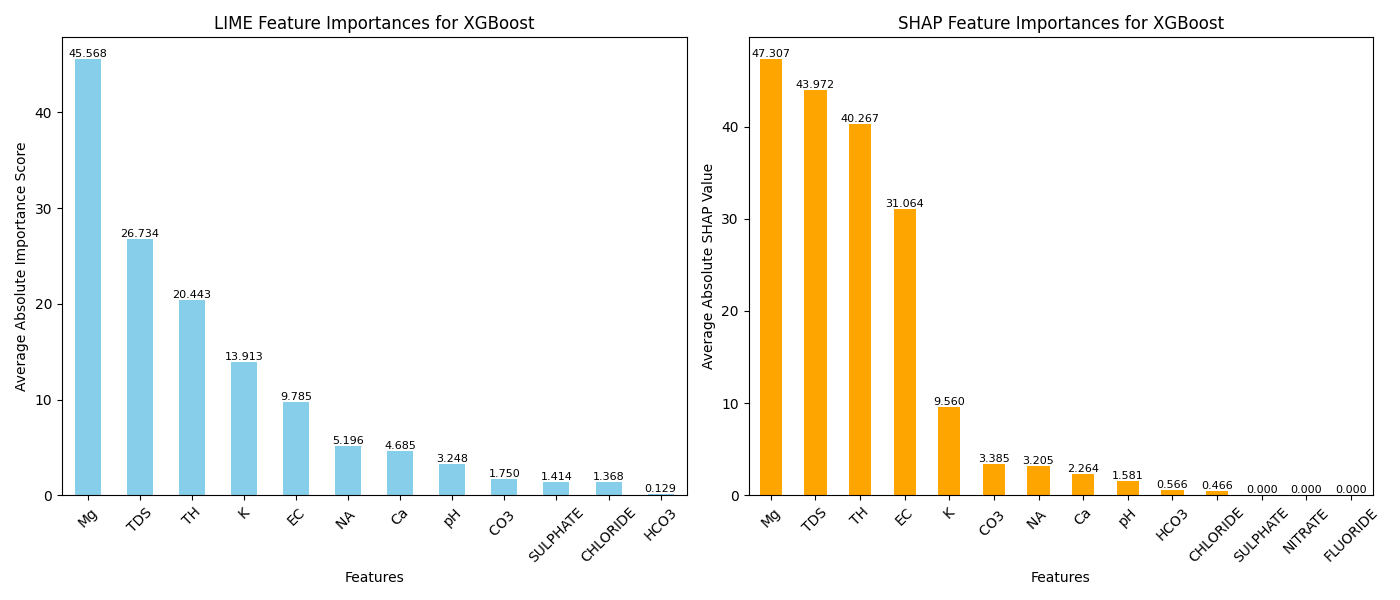 LIME Feature Importances for XGBoost
Average Absolute Importance Score
40
30
20
10
0
45.568
26.734
20.443
13.913
9.785
5.196
4.685
3.248
1.750
1.414
1.368
0.129
Mg
TDS
TH
K
EC
NA
Ca
pH
CO3
SULPHATE
CHLORIDE
HCO3
Features
SHAP Feature Importances for XGBoost
Average Absolute SHAP Value
40
30
20
10
0
47.307
43.972
40.267
31.064
9.560
3.385
3.205
2.264
1.581
0.566
0.466
0.000
0.000
0.000
Mg
TDS
TH
EC
K
CO3
NA
Ca
pH
HCO3
CHLORIDE
SULPHATE
NITRATE
FLUORIDE
Features